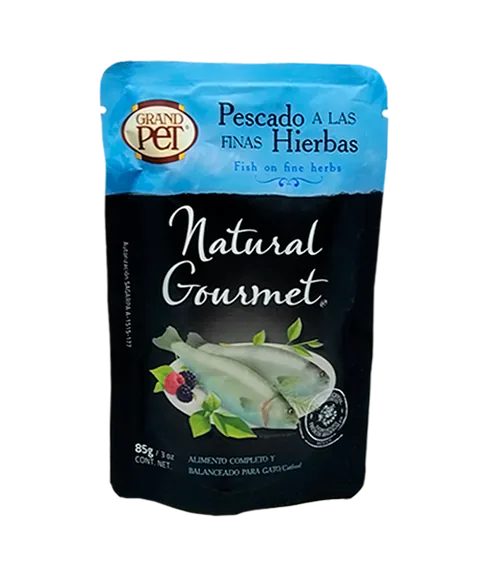 GRAND
PET®
Pescado A LAS
FINAS Hierbas
Fish on fine herbs
Natural
Gourmet
85g / 3 oz
CONT. NET.
ALIMENTO COMPLETO Y
BALANCEADO PARA GATO/Catfood